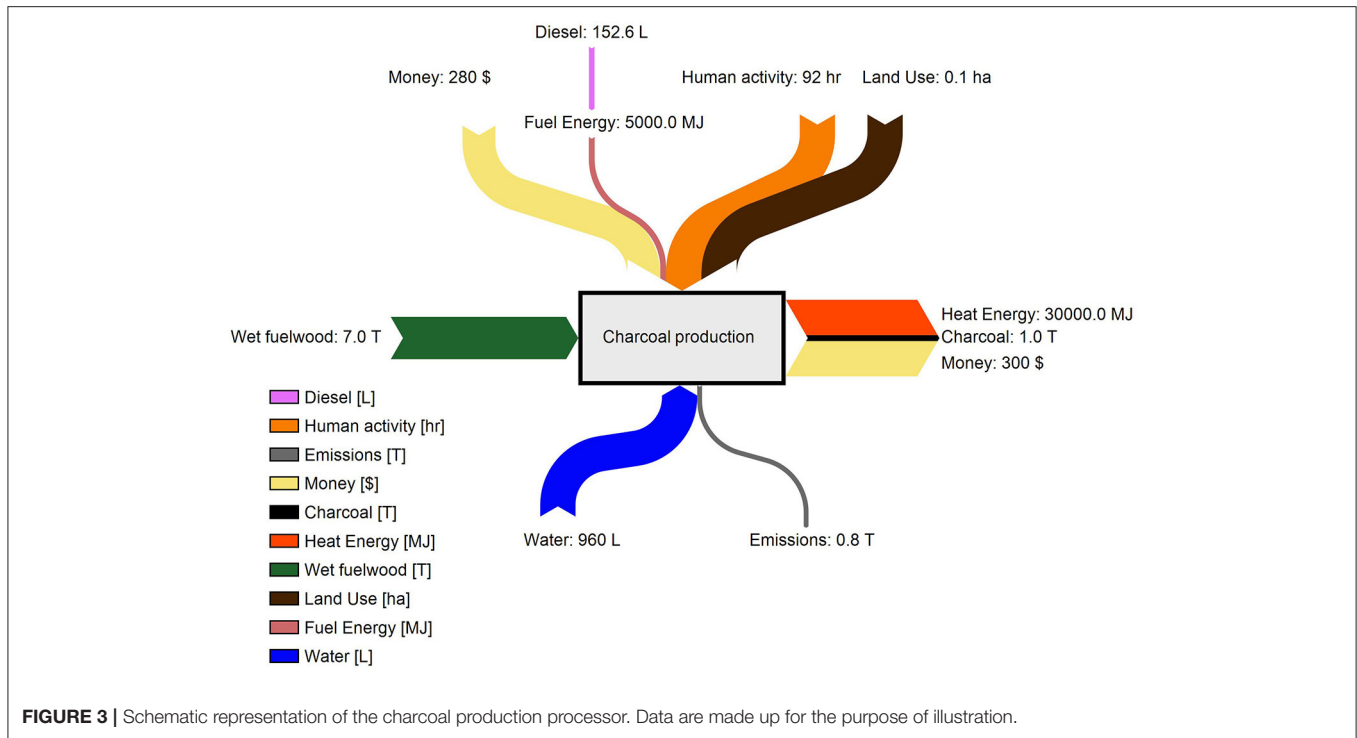 Diesel: 152.6 L
Money: 280 $
Human activity: 92 hr
Land Use: 0.1 ha
Fuel Energy: 5000.0 MJ
Wet fuelwood: 7.0 T
Charcoal production
Heat Energy: 30000.0 MJ
Charcoal: 1.0 T
Money: 300 $
Diesel [L]
Human activity [hr]
Emissions [T]
Money [$]
Charcoal [T]
Heat Energy [MJ]
Wet fuelwood [T]
Land Use [ha]
Fuel Energy [MJ]
Water [L]
Water: 960 L
Emissions: 0.8 T
FIGURE 3 | Schematic representation of the charcoal production processor. Data are made up for the purpose of illustration.